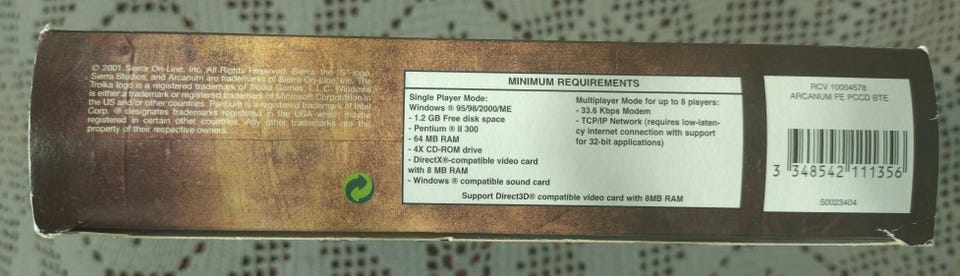 © 2001 Sierra On-Line, Inc. All Rights Reserved. Sierra, the 'S' logo,
Sierra Studios, and Arcanum are trademarks of Sierra On-Line Inc. The
Troika logo is a registered trademark of Troika Games, L.L.C. Windows
is either a trademark or registered trademark of Microsoft Corporation in
the US and/or other countries. Pentium is a registered trademark of Intel
Corp. ® designates trademarks registered in the USA which maybe
registered in certain other countries. Any other trademarks are the
property of their respective owners.
MINIMUM REQUIREMENTS
Single Player Mode:
Windows ® 95/98/2000/ME
- 1.2 GB Free disk space
- Pentium ® II 300
- 64 MB RAM
- 4X CD-ROM drive
- DirectX®-compatible video card
with 8 MB RAM
- Windows ® compatible sound card
Multiplayer Mode for up to 8 players:
- 33.6 Kbps Modem
- TCP/IP Network (requires low-laten-
cy internet connection with support
for 32-bit applications)
Support Direct3D® compatible video card with 8MB RAM
RCV 10004578
ARCANUM FE PCCD BTE
3 348542 111356
S0023404